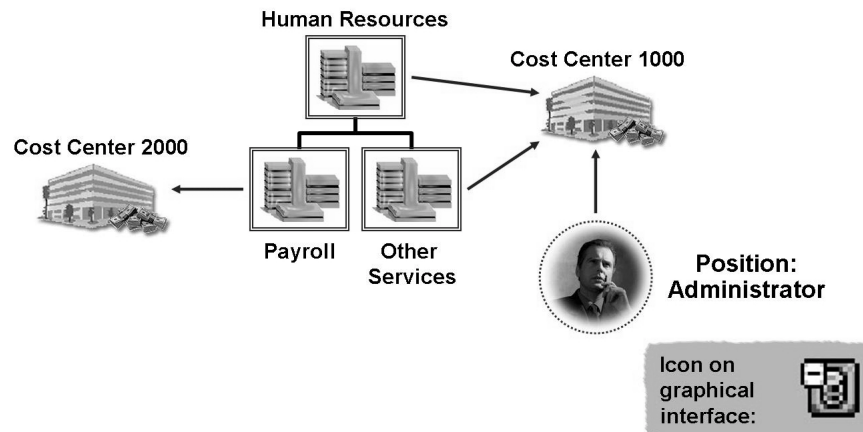 Human Resources
Cost Center 1000
Cost Center 2000
Payroll
Other
Services
Position:
Administrator
Icon on
graphical
interface: